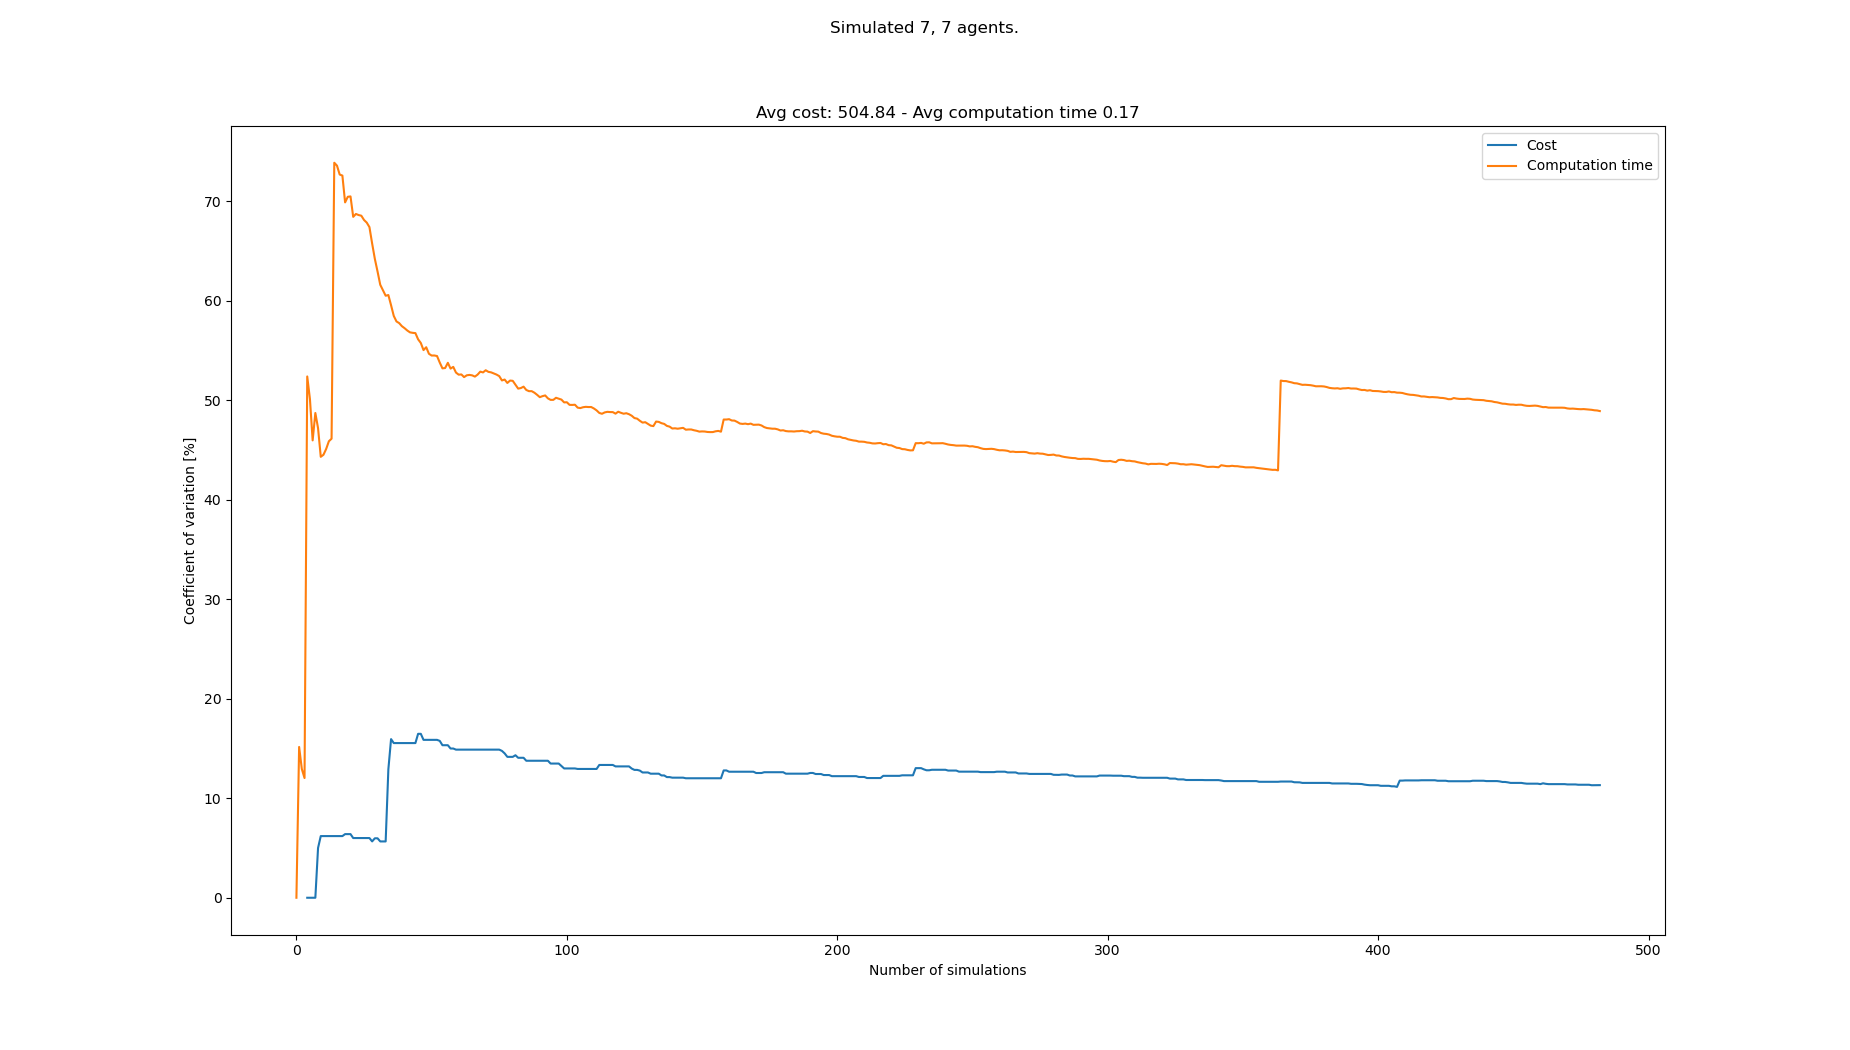 Simulated 7, 7 agents.
Avg cost: 504.84 - Avg computation time 0.17
Cost
Computation time
70
60
50
40
30
20
10
0
Coefficient of variation [%]
0 100 200 300 400 500
Number of simulations